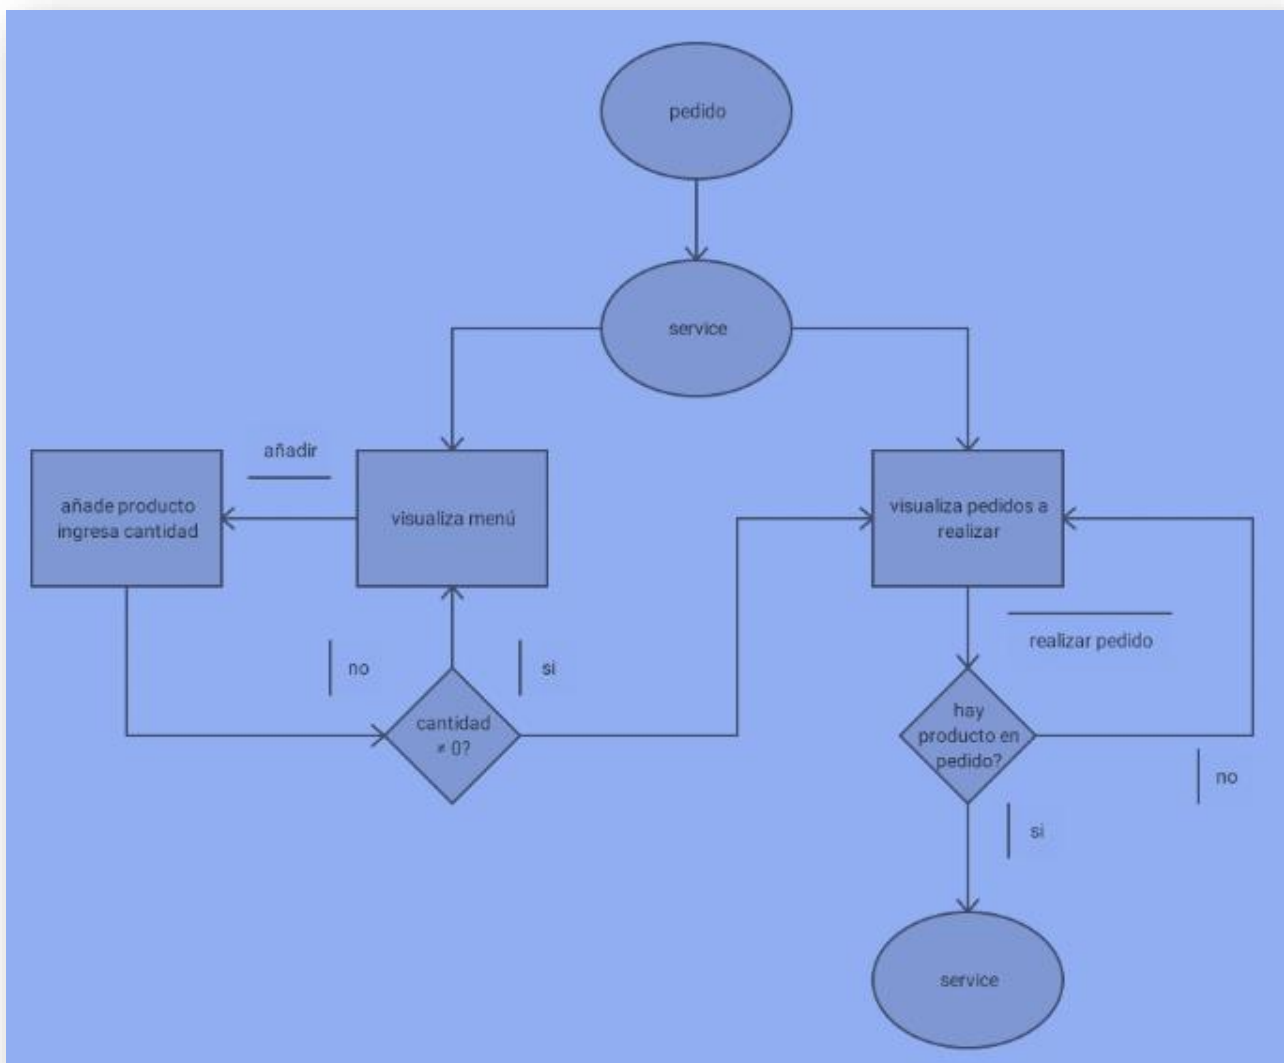 pedido
service
añadir
añade producto
ingresa cantidad
visualiza menú
visualiza pedidos a
realizar
no
si
realizar pedido
cantidad
≠ 0?
hay
producto en
pedido?
no
si
service